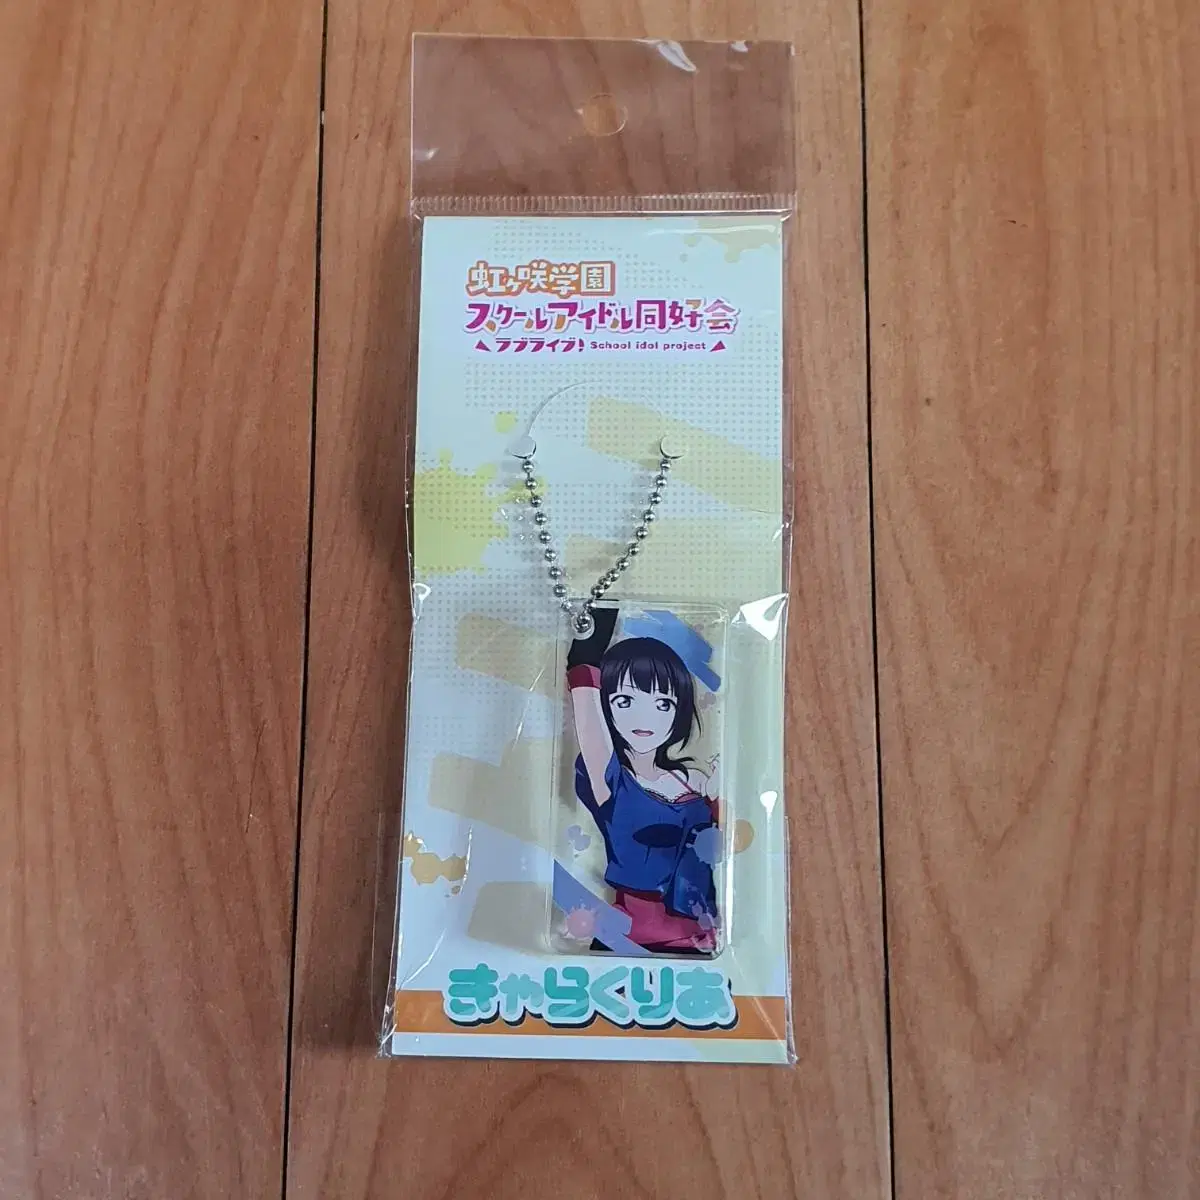 虹ヶ咲学園
スクールアイドル同好会
ラブライブ! School idol project
きゃらくりあ